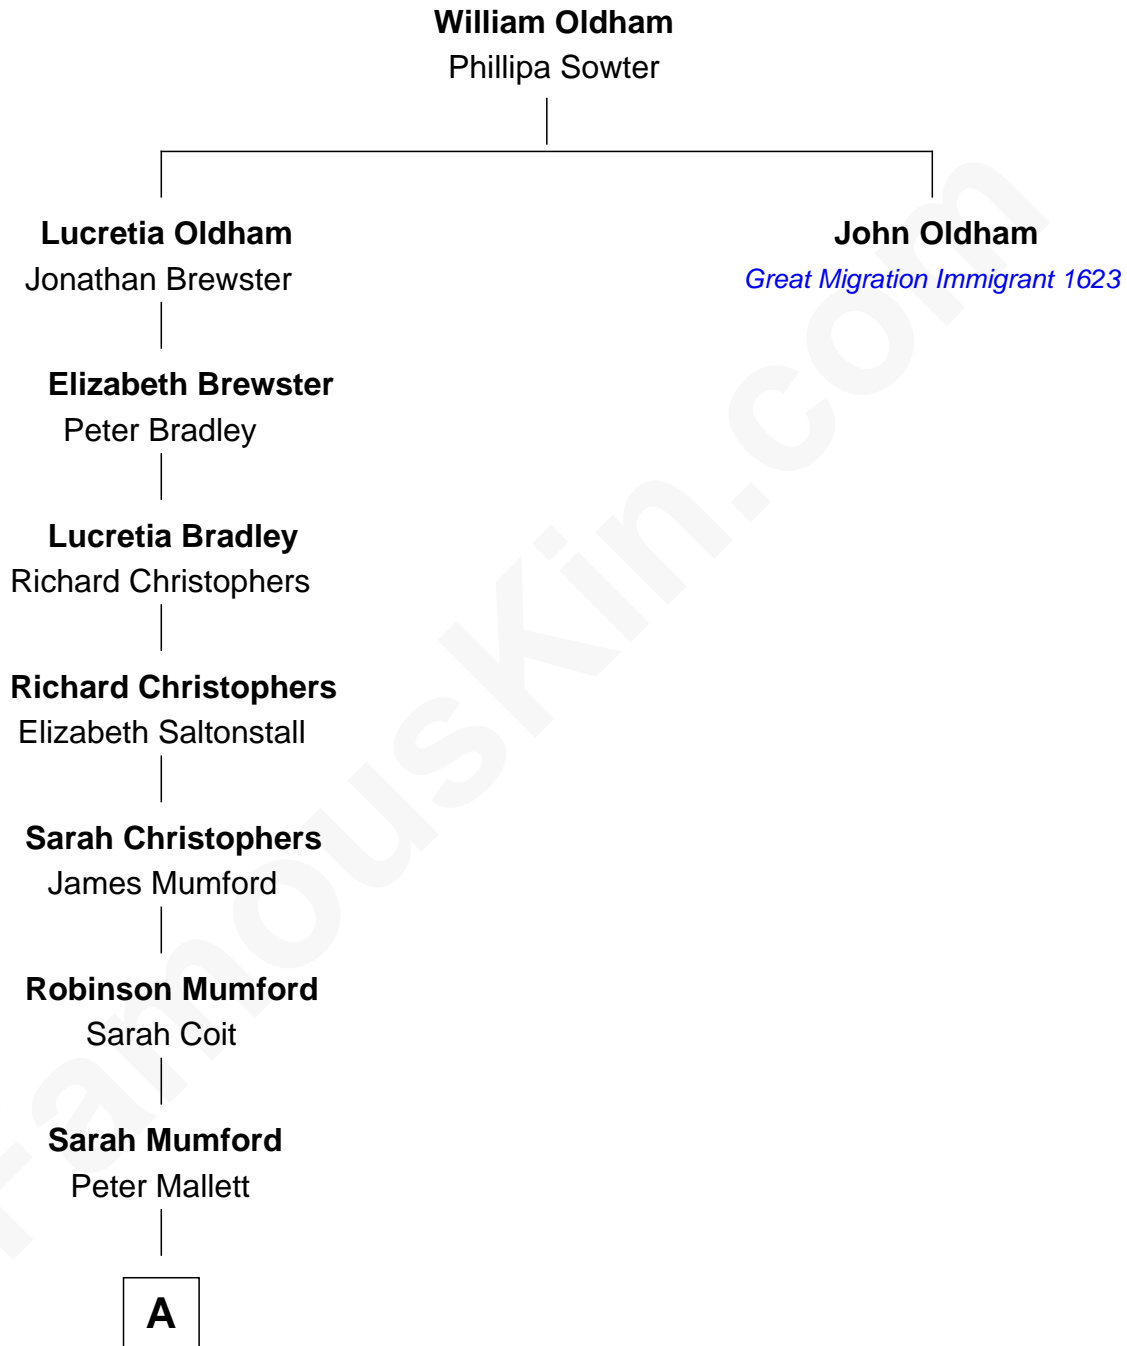 William Oldham
Phillipa Sowter
Lucretia Oldham
Jonathan Brewster
John Oldham
Great Migration Immigrant 1623
Elizabeth Brewster
Peter Bradley
Lucretia Bradley
Richard Christophers
Richard Christophers
Elizabeth Saltonstall
Sarah Christophers
James Mumford
Robinson Mumford
Sarah Coit
Sarah Mumford
Peter Mallett
A
FamousKin.com